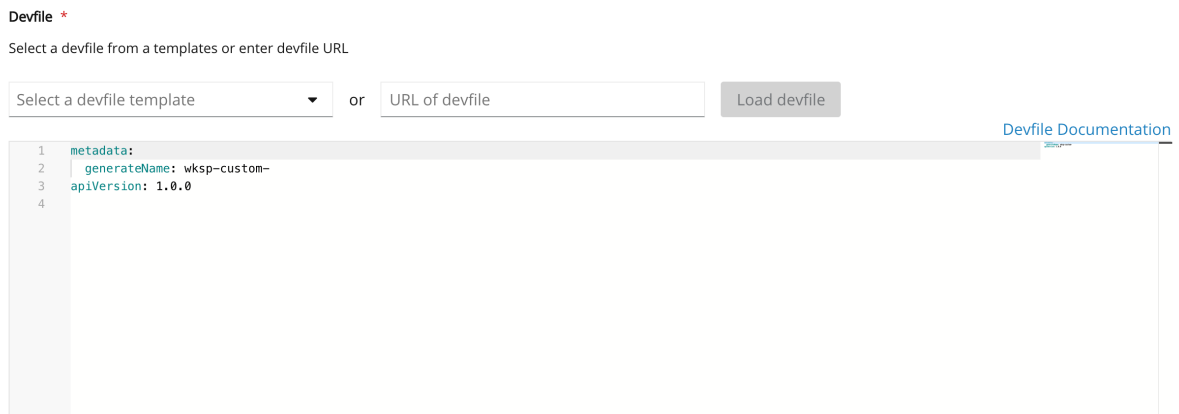 Devfile *
Select a devfile from a templates or enter devfile URL
Select a devfile template or URL of devfile Load devfile
Devfile Documentation
1 metadata:
2 generateName: wksp-custom-
3 apiVersion: 1.0.0
4